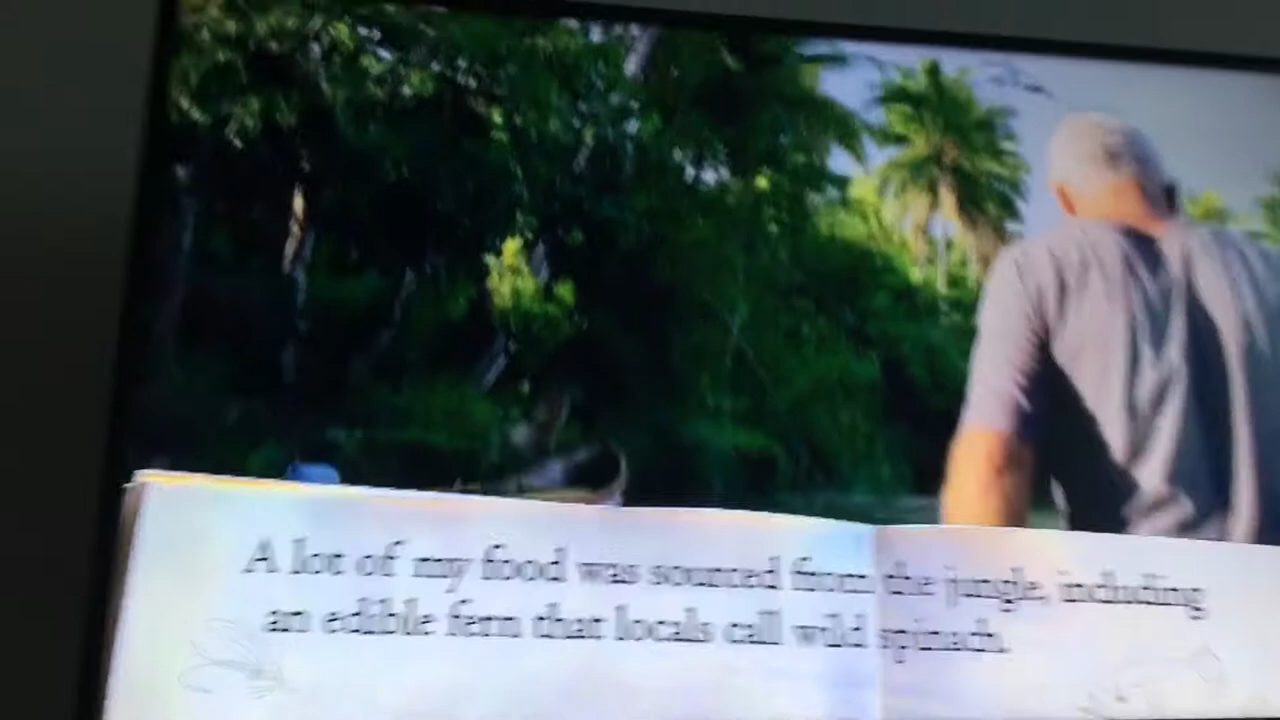 A lot of my food was sourced from the jungle, including
an edible fern that locals call wild spinach.